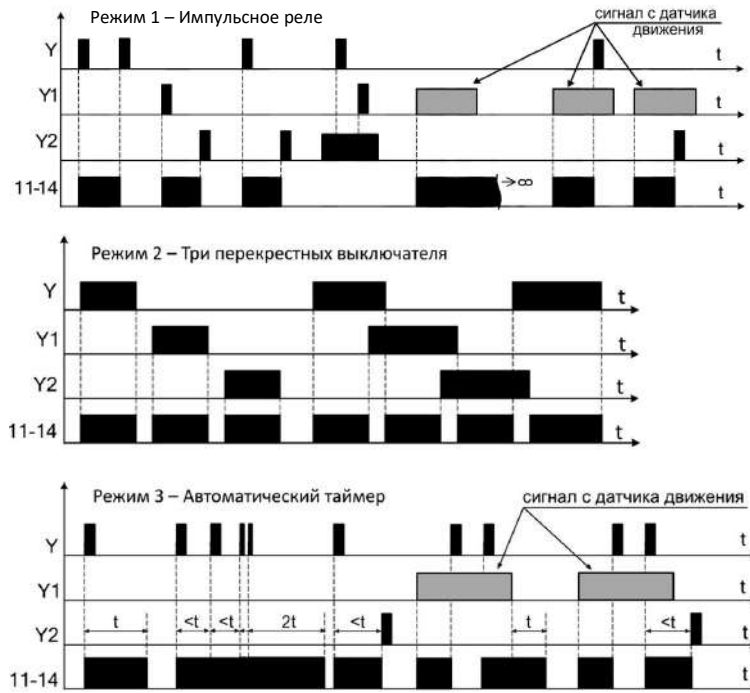 Режим 1 – Импульсное реле
сигнал с датчика
движения
Y
t
Y1
t
Y2
t
11-14
→∞
t
Режим 2 – Три перекрестных выключателя
Y
t
Y1
t
Y2
t
11-14
t
Режим 3 – Автоматический таймер
сигнал с датчика движения
Y
t
Y1
t
Y2
t
<t
<t
2t
<t
t
<t
t
11-14
t